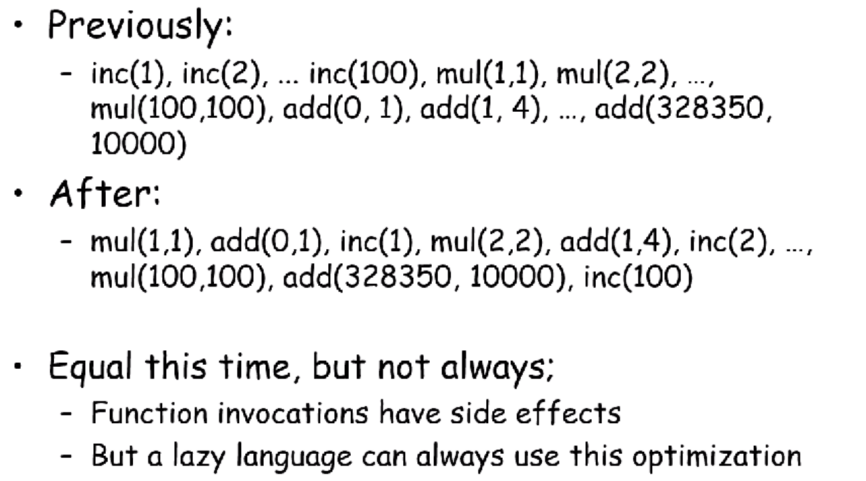 • Previously:
– inc(1), inc(2), ... inc(100), mul(1,1), mul(2,2), ...,
mul(100,100), add(0, 1), add(1, 4), ..., add(328350,
10000)
• After:
– mul(1,1), add(0,1), inc(1), mul(2,2), add(1,4), inc(2), ...,
mul(100,100), add(328350, 10000), inc(100)
• Equal this time, but not always;
– Function invocations have side effects
– But a lazy language can always use this optimization